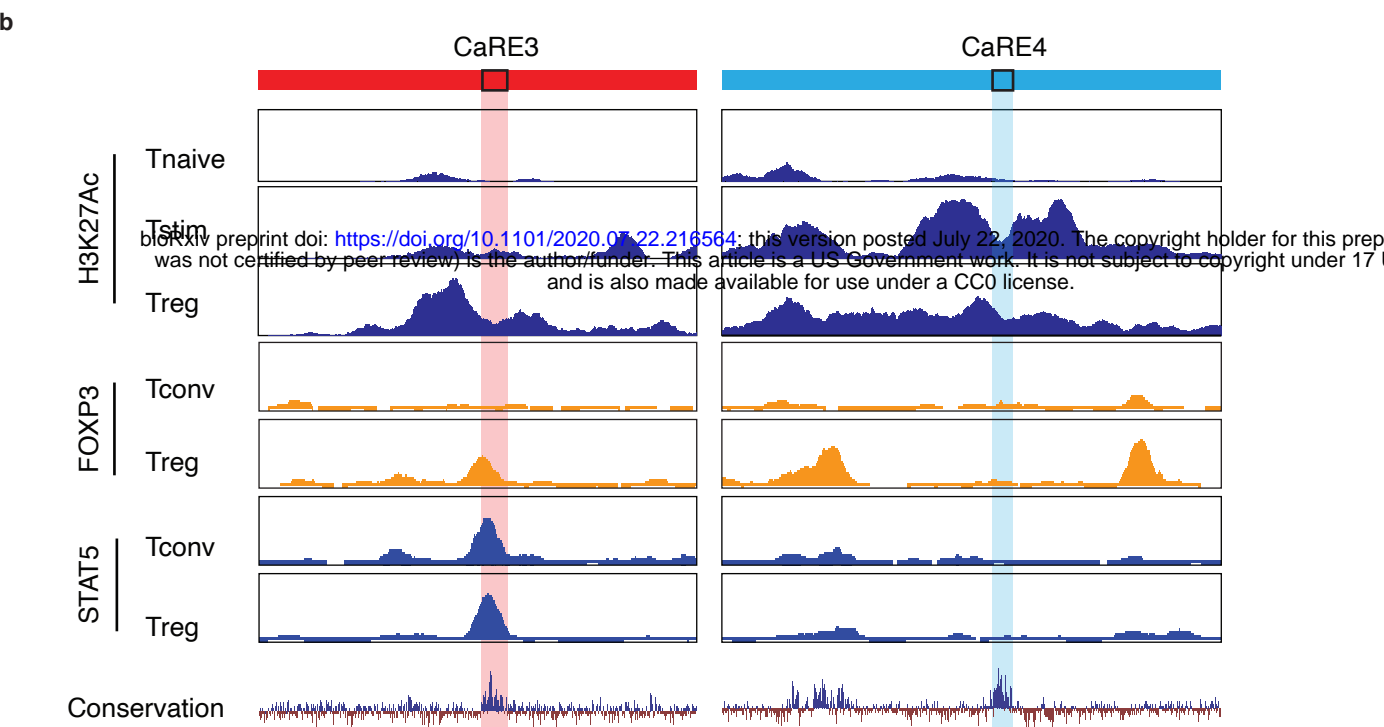 b
CaRE3
CaRE4
H3K27Ac
Tnaive
Tstim
bioRxiv preprint doi: https://doi.org/10.1101/2020.07.22.216564: this version posted July 22, 2020. The copyright holder for this prep
was not certified by peer review) is the author/funder. This article is a US Government work. It is not subject to copyright under 17 U
and is also made available for use under a CC0 license.
Treg
FOXP3
Tconv
Treg
STAT5
Tconv
Treg
Conservation